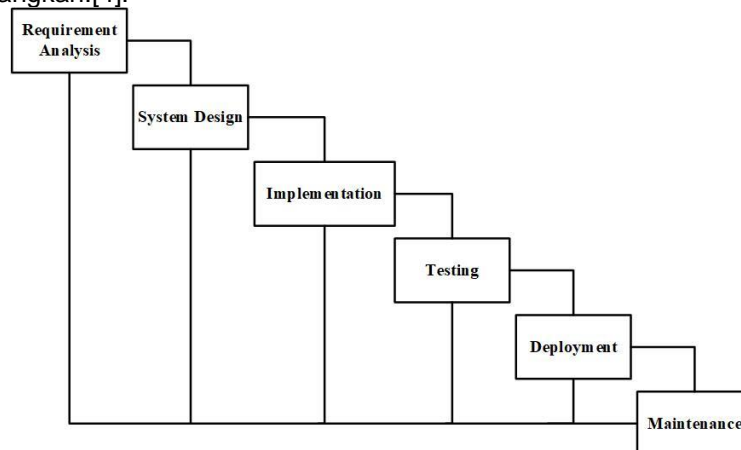 Requirement
Analysis
System Design
Implementation
Testing
Deployment
Maintenance